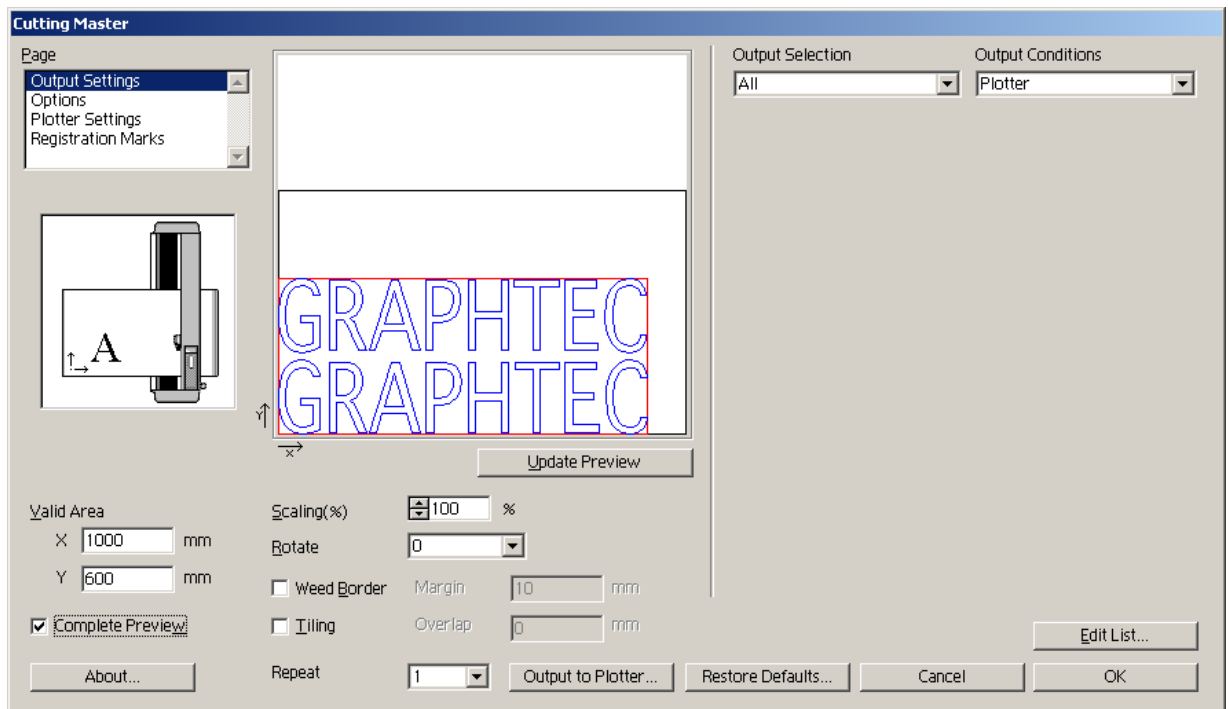 Cutting Master
Page
Output Settings
Options
Plotter Settings
Registration Marks
A
GRAPHTEC
GRAPHTEC
Y
X
Update Preview
Output Selection
All
Output Conditions
Plotter
Valid Area
X 1000 mm
Y 600 mm
Complete Preview
Scaling(%) 100 %
Rotate 0
Weed Border Margin 10 mm
Tiling Overlap 0 mm
Repeat 1
Edit List...
About...
Output to Plotter...
Restore Defaults...
Cancel
OK